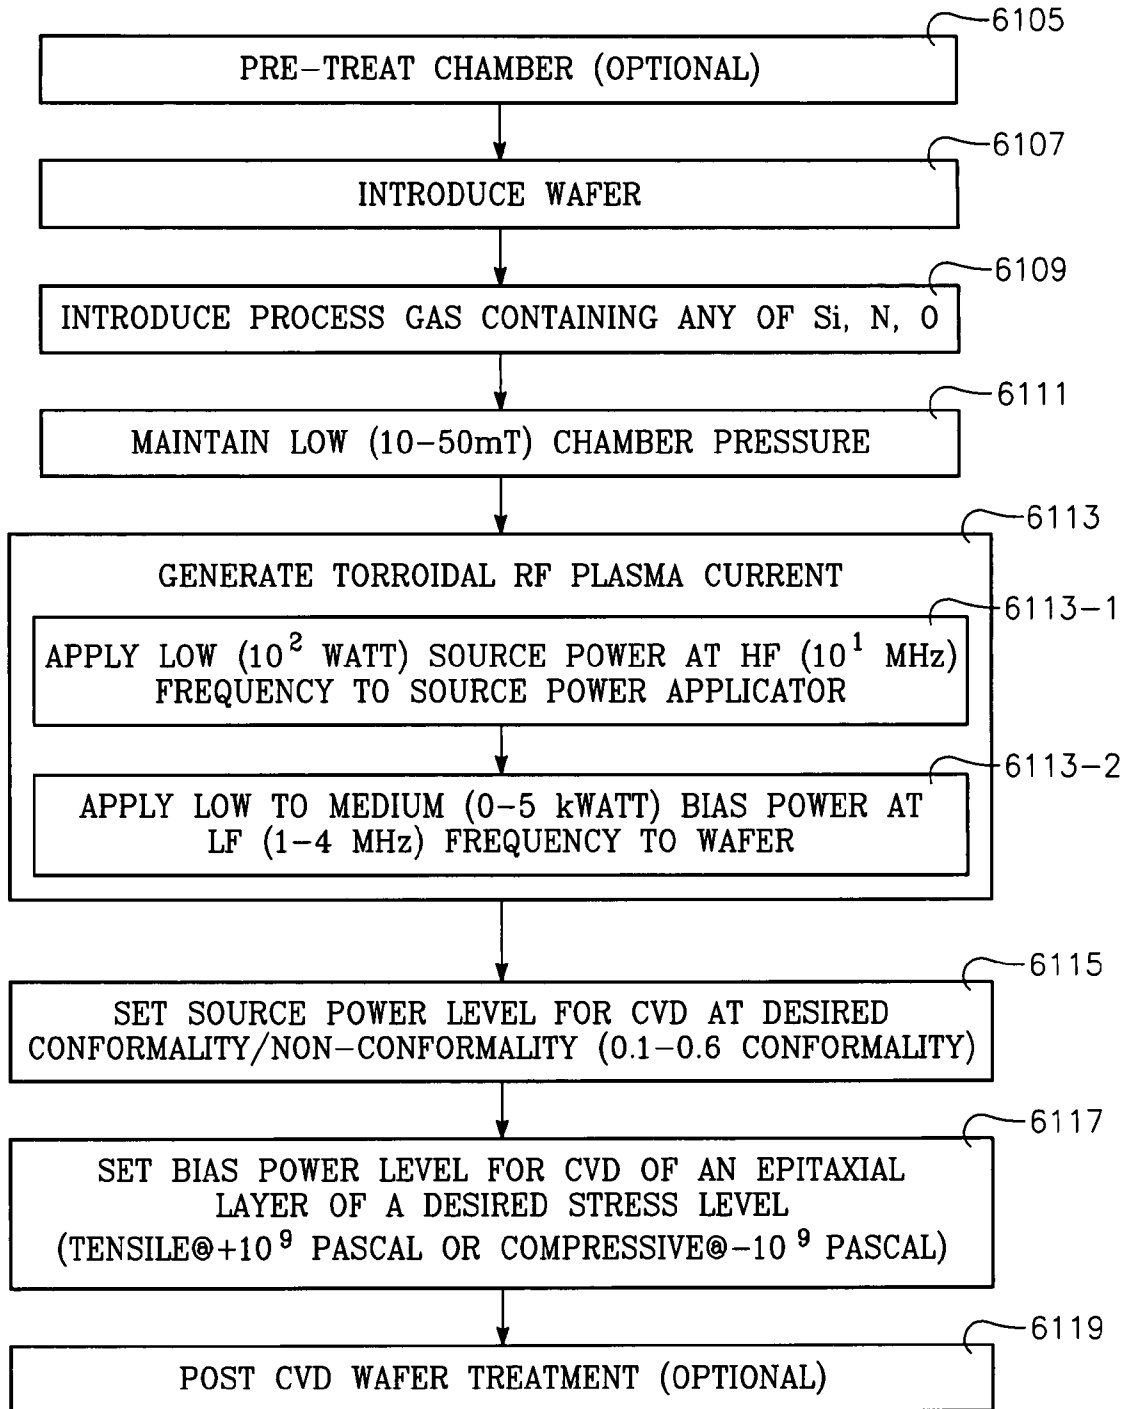 6105
PRE-TREAT CHAMBER (OPTIONAL)
6107
INTRODUCE WAFER
6109
INTRODUCE PROCESS GAS CONTAINING ANY OF Si, N, O
6111
MAINTAIN LOW (10-50mT) CHAMBER PRESSURE
6113
GENERATE TORROIDAL RF PLASMA CURRENT
6113-1
APPLY LOW (10² WATT) SOURCE POWER AT HF (10¹ MHz)
FREQUENCY TO SOURCE POWER APPLICATOR
6113-2
APPLY LOW TO MEDIUM (0-5 kWATT) BIAS POWER AT
LF (1-4 MHz) FREQUENCY TO WAFER
6115
SET SOURCE POWER LEVEL FOR CVD AT DESIRED
CONFORMALITY/NON-CONFORMALITY (0.1-0.6 CONFORMALITY)
6117
SET BIAS POWER LEVEL FOR CVD OF AN EPITAXIAL
LAYER OF A DESIRED STRESS LEVEL
(TENSILE@+10⁹ PASCAL OR COMPRESSIVE@-10⁹ PASCAL)
6119
POST CVD WAFER TREATMENT (OPTIONAL)